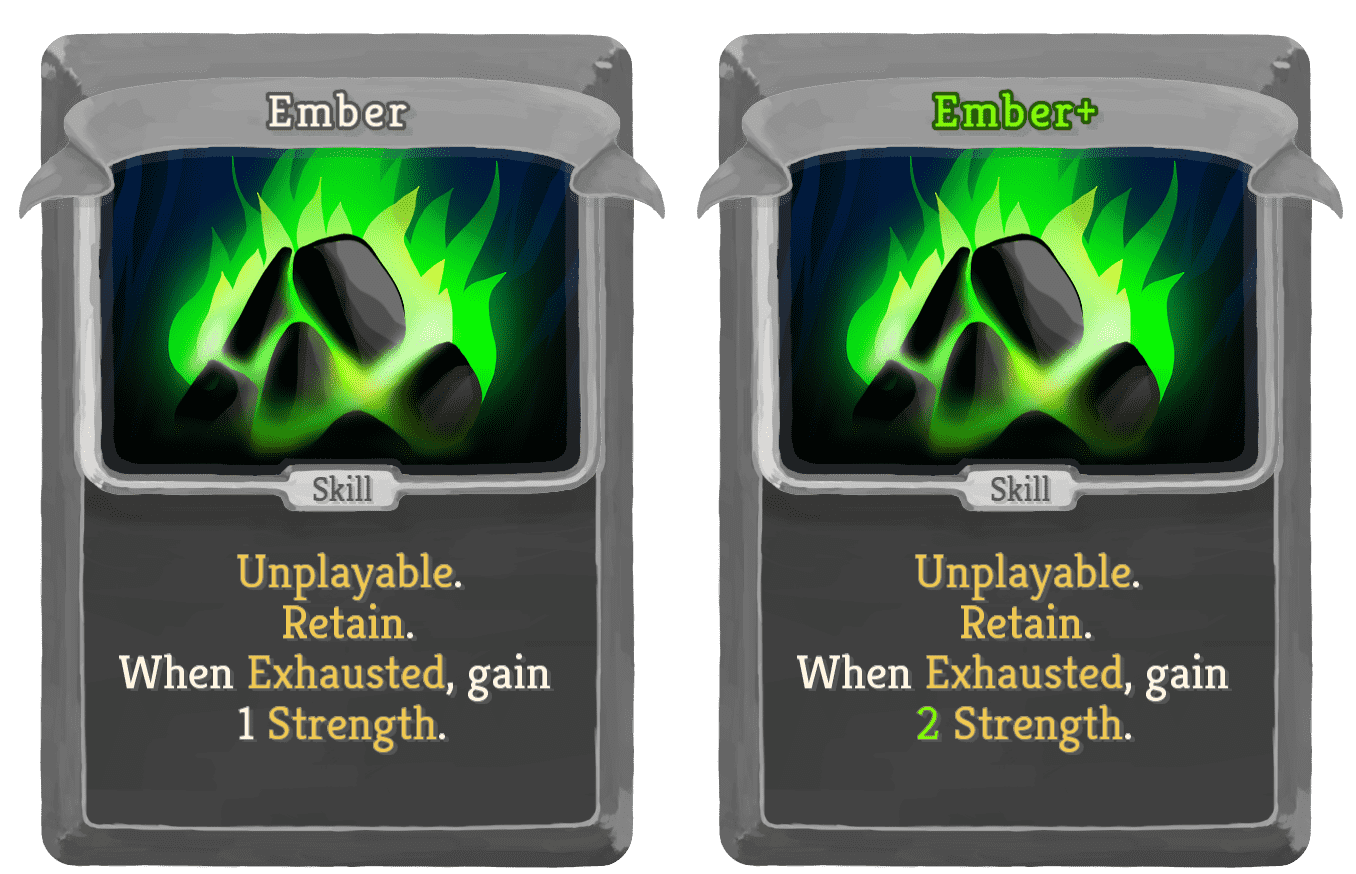 Ember
Skill
Unplayable.
Retain.
When Exhausted, gain
1 Strength.
Ember+
Skill
Unplayable.
Retain.
When Exhausted, gain
2 Strength.